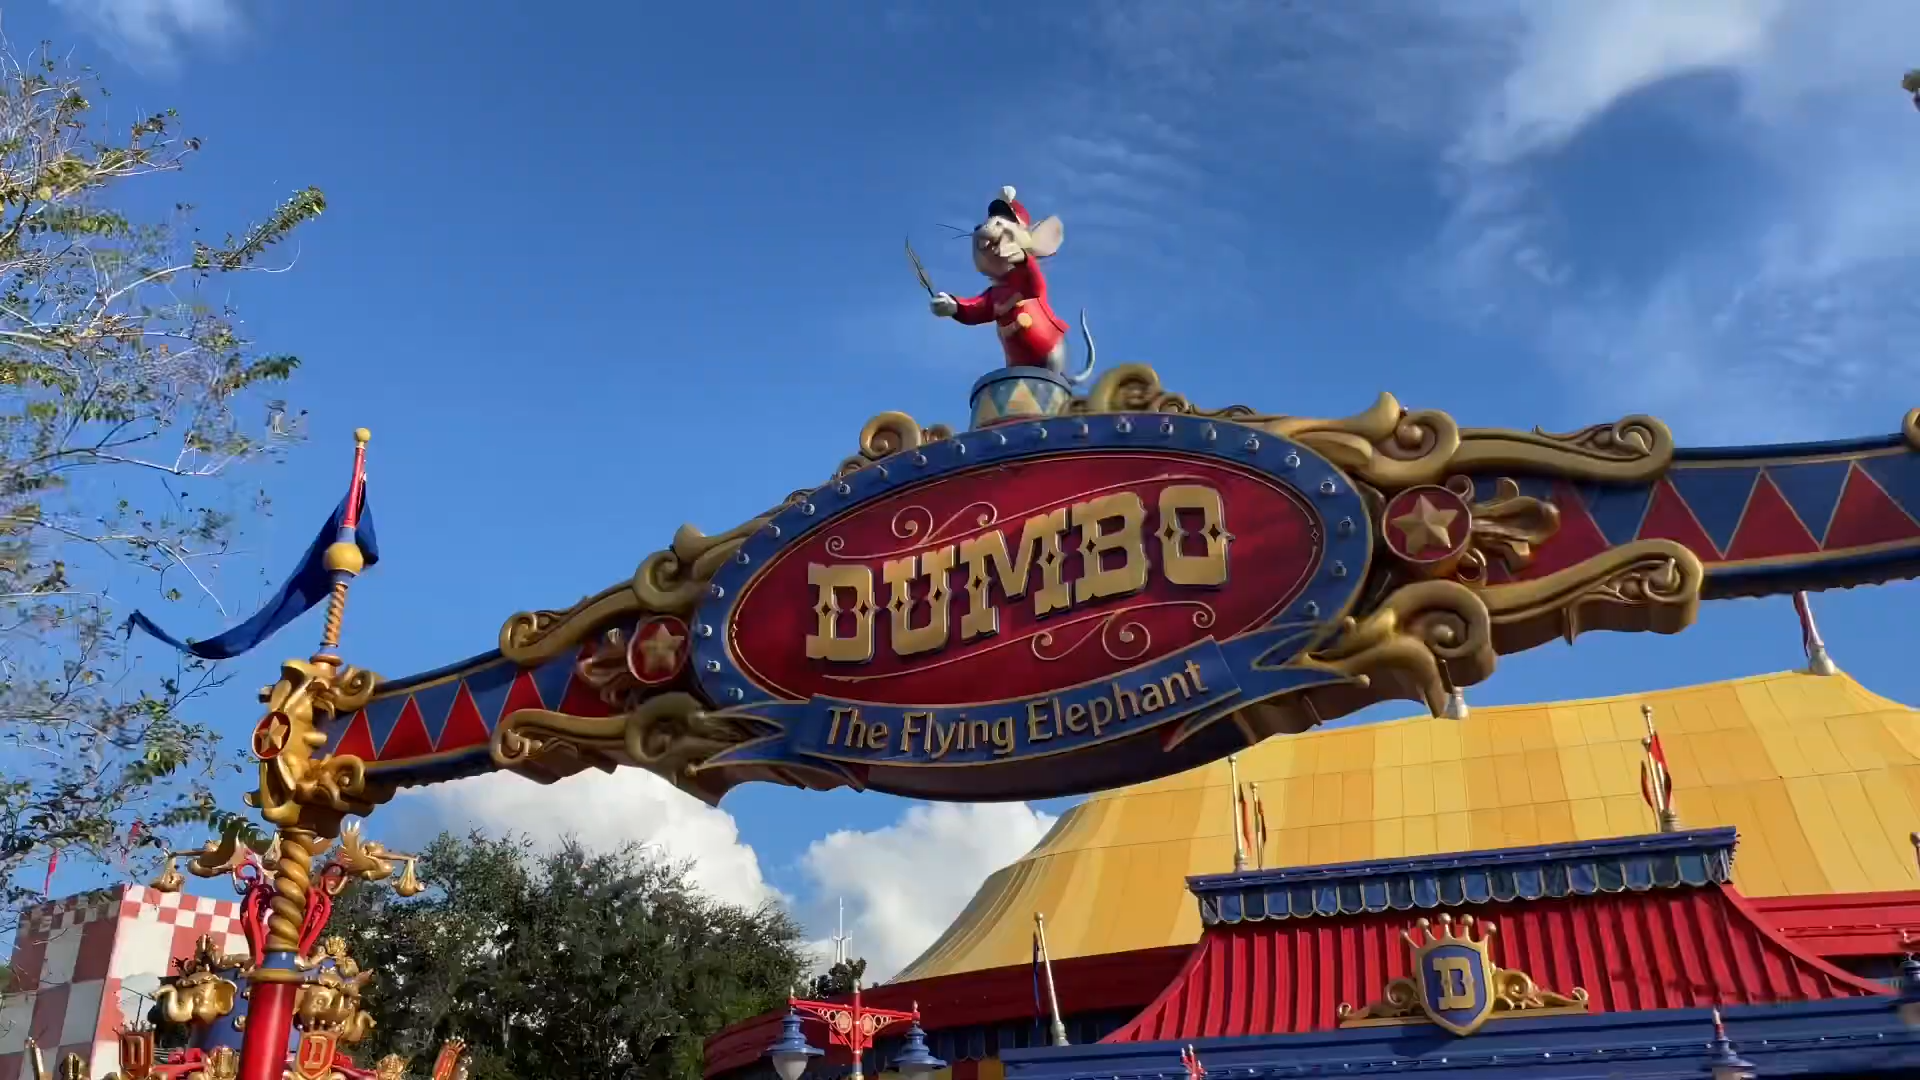 DUMBO
The Flying Elephant
D
D